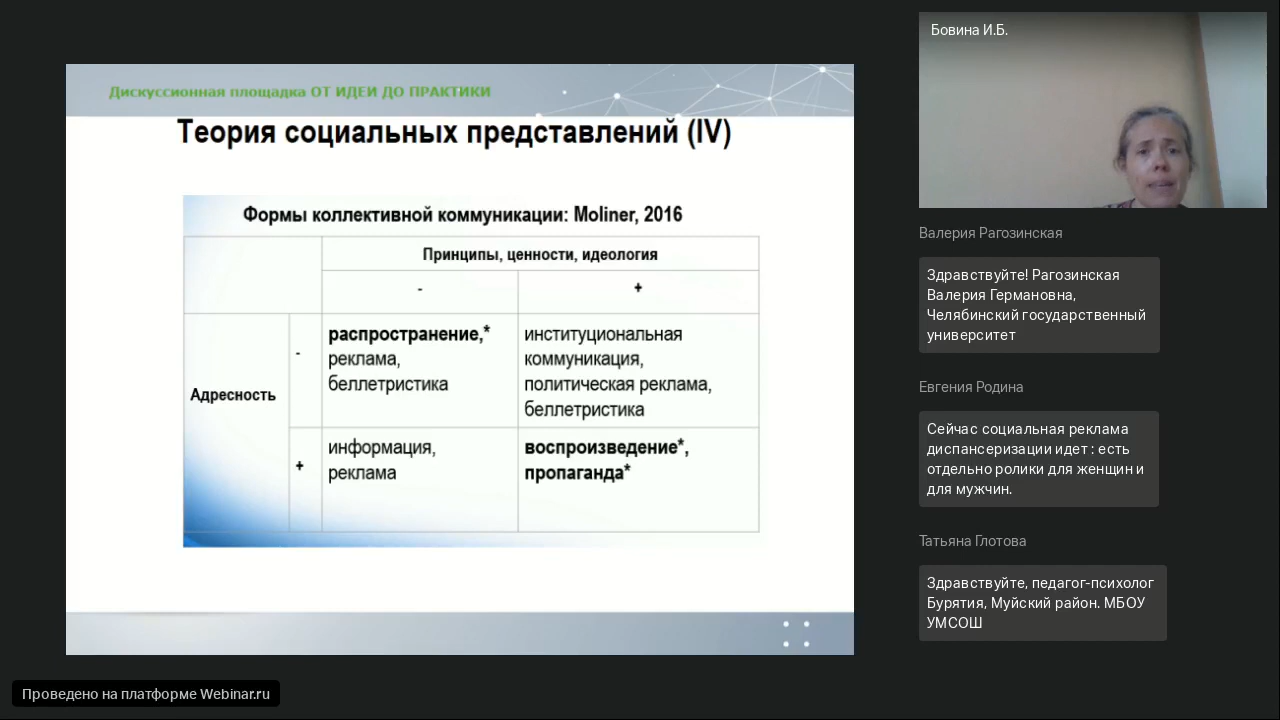 Дискуссионная площадка ОТ ИДЕИ ДО ПРАКТИКИ
Теория социальных представлений (IV)
Формы коллективной коммуникации: Moliner, 2016
Принципы, ценности, идеология
-
+
Адресность
-
распространение,*
реклама,
беллетристика
институциональная
коммуникация,
политическая реклама,
беллетристика
+
информация,
реклама
воспроизведение*,
пропаганда*
Бовина И.Б.
Валерия Рагозинская
Здравствуйте! Рагозинская
Валерия Германовна,
Челябинский государственный
университет
Евгения Родина
Сейчас социальная реклама
диспансеризации идет : есть
отдельно ролики для женщин и
для мужчин.
Татьяна Глотова
Здравствуйте, педагог-психолог
Бурятия, Муйский район. МБОУ
УМСОШ
Проведено на платформе Webinar.ru